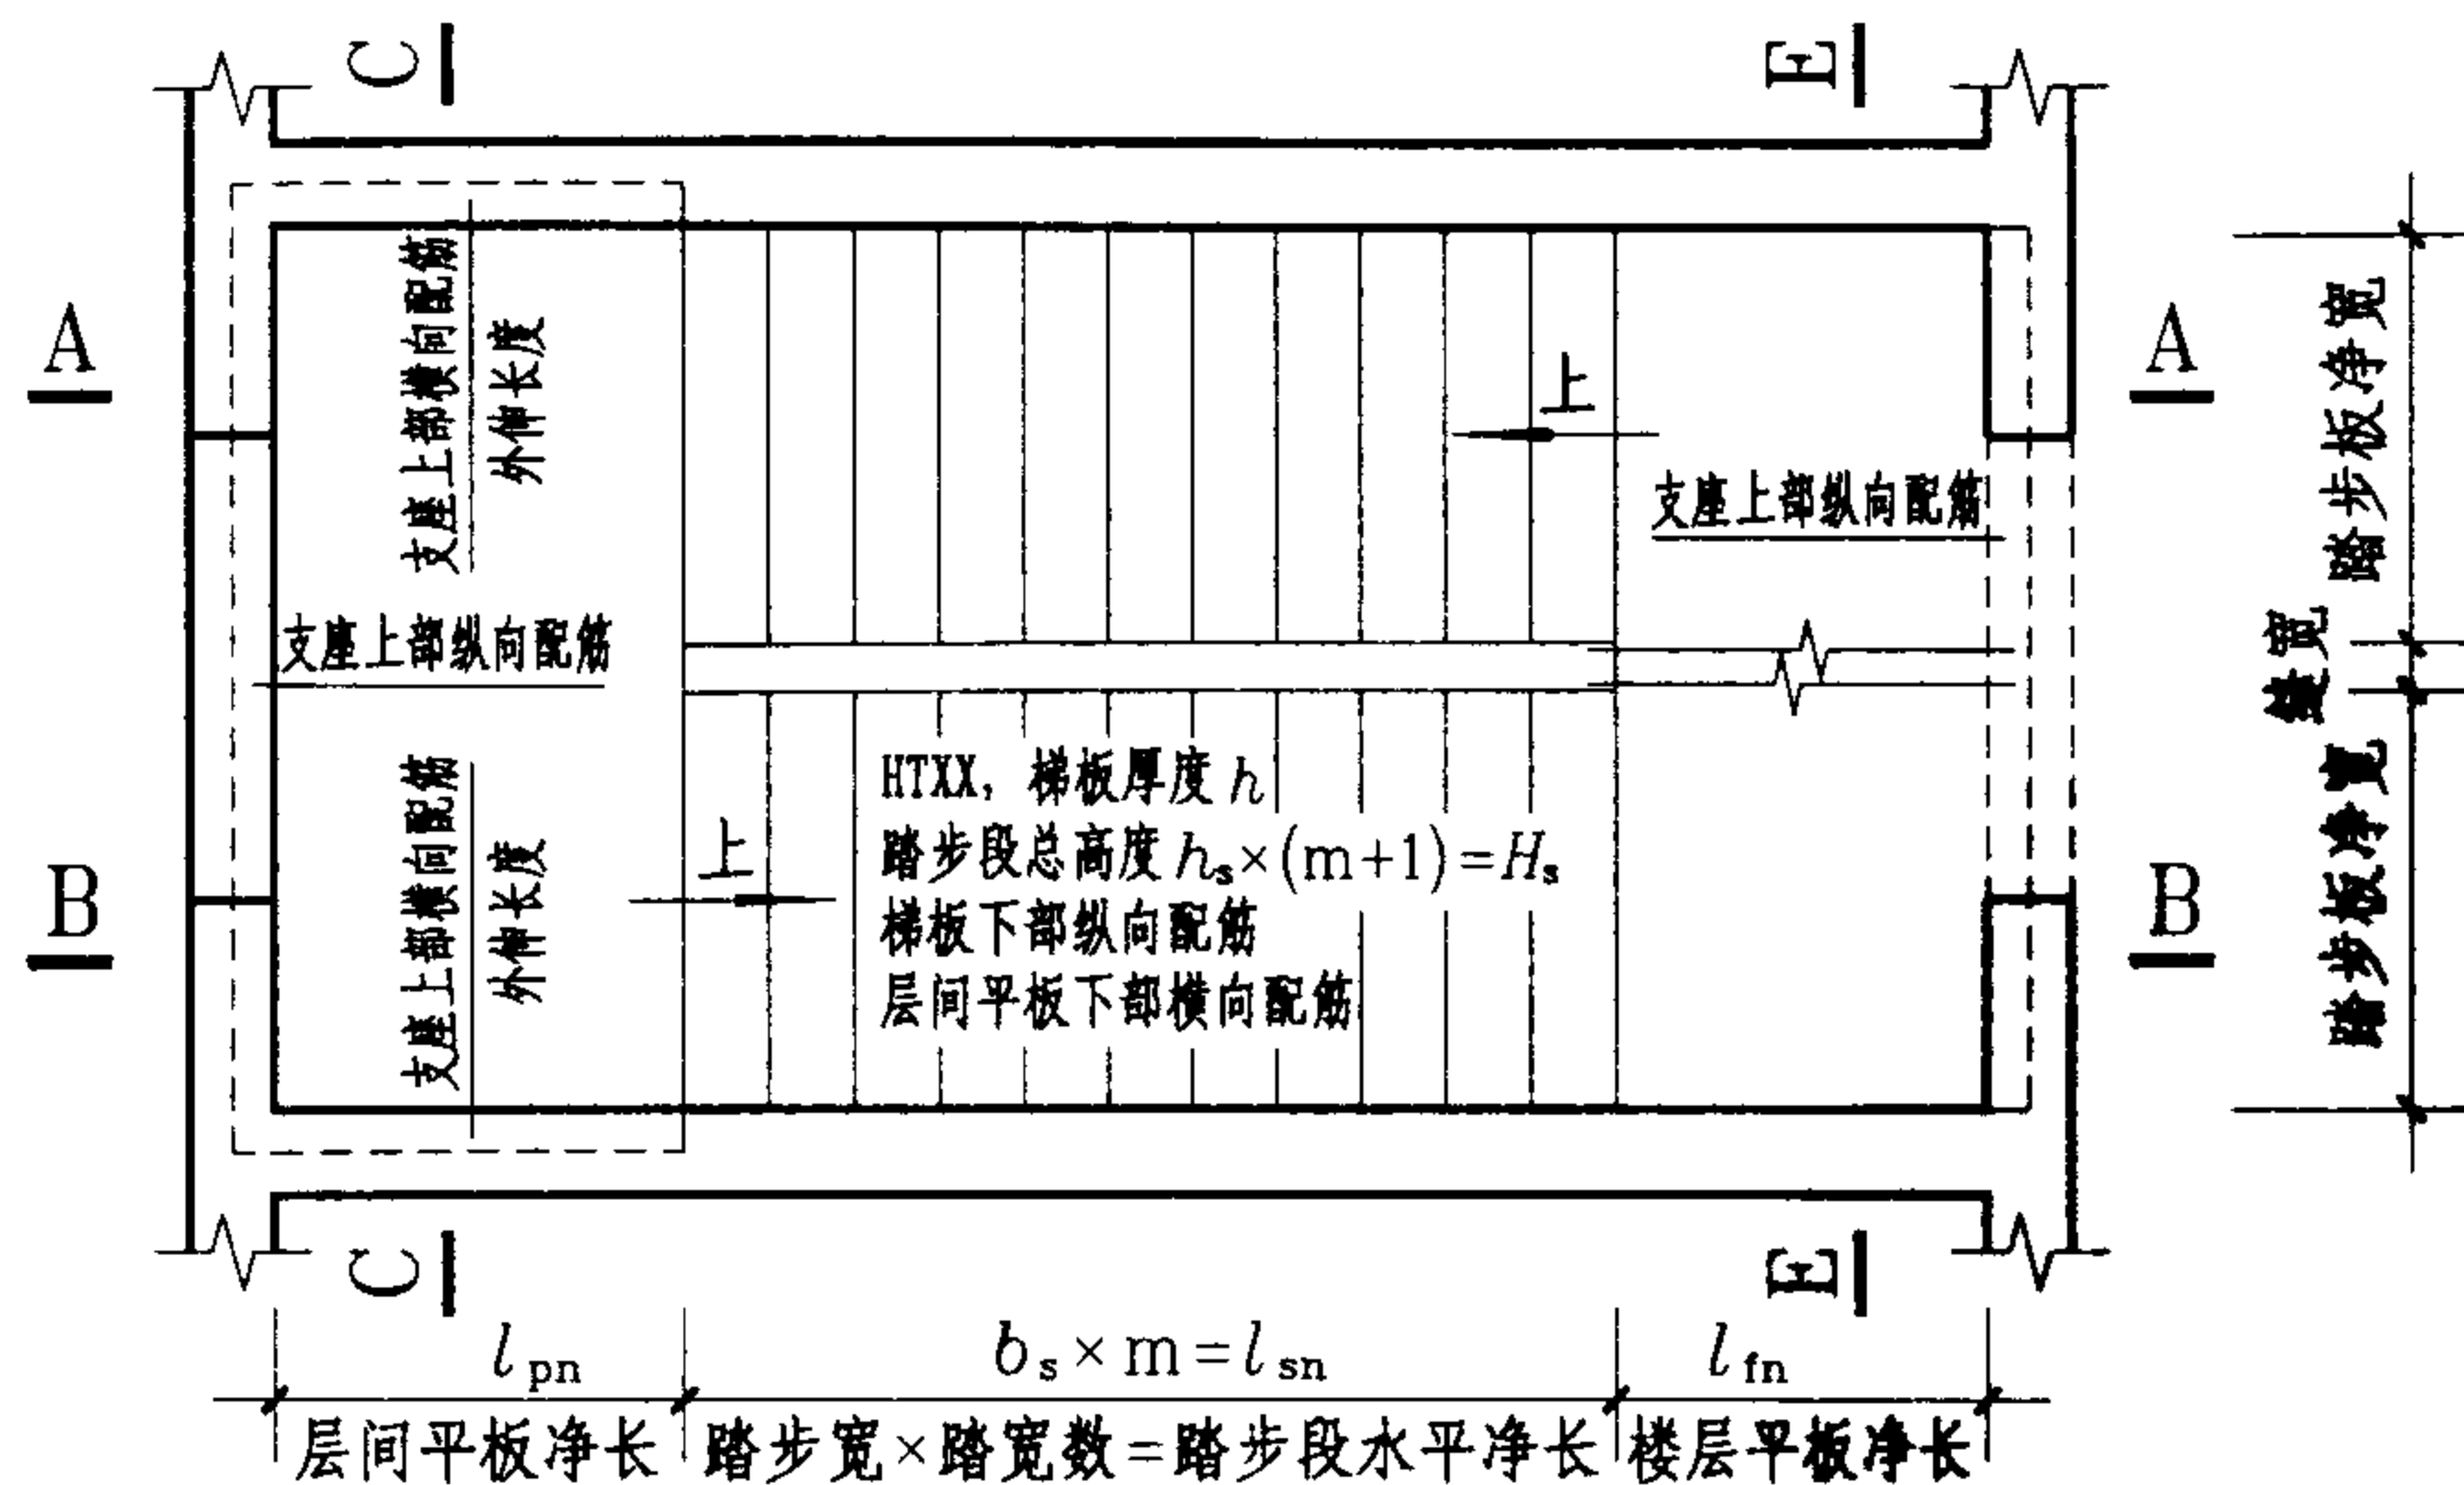 C
E
A
A
支座上部横向配筋
外伸长度
上
支座上部纵向配筋
踏步板净宽
支座上部纵向配筋
缝宽
支座上部横向配筋
外伸长度
上
HTXX, 梯板厚度 h
踏步段总高度 hs×(m+1)=Hs
梯板下部纵向配筋
层间平板下部横向配筋
踏步板净宽
B
B
C
E
lpn
bs×m=lsn
lfn
层间平板净长
踏步宽×踏宽数=踏步段水平净长
楼层平板净长